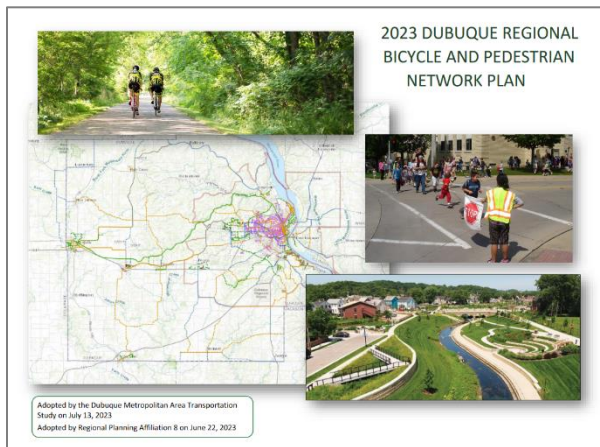 2023 DUBUQUE REGIONAL
BICYCLE AND PEDESTRIAN
NETWORK PLAN
STOP
Adopted by the Dubuque Metropolitan Area Transportation
Study on July 13, 2023
Adopted by Regional Planning Affiliation 8 on June 22, 2023